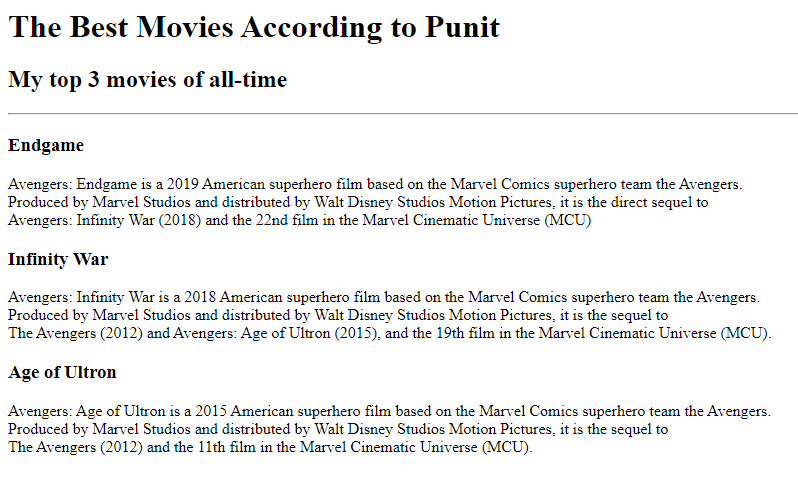 The Best Movies According to Punit
My top 3 movies of all-time
Endgame
Avengers: Endgame is a 2019 American superhero film based on the Marvel Comics superhero team the Avengers.
Produced by Marvel Studios and distributed by Walt Disney Studios Motion Pictures, it is the direct sequel to
Avengers: Infinity War (2018) and the 22nd film in the Marvel Cinematic Universe (MCU)
Infinity War
Avengers: Infinity War is a 2018 American superhero film based on the Marvel Comics superhero team the Avengers.
Produced by Marvel Studios and distributed by Walt Disney Studios Motion Pictures, it is the sequel to
The Avengers (2012) and Avengers: Age of Ultron (2015), and the 19th film in the Marvel Cinematic Universe (MCU).
Age of Ultron
Avengers: Age of Ultron is a 2015 American superhero film based on the Marvel Comics superhero team the Avengers.
Produced by Marvel Studios and distributed by Walt Disney Studios Motion Pictures, it is the sequel to
The Avengers (2012) and the 11th film in the Marvel Cinematic Universe (MCU).